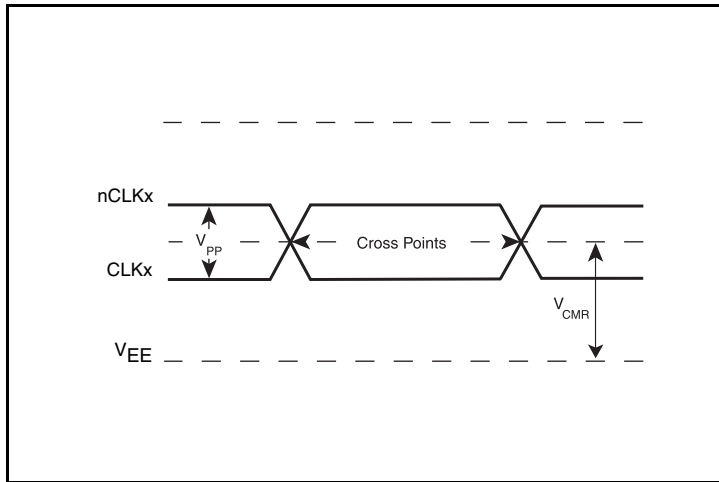 nCLKx
VPP
Cross Points
CLKx
VCMR
VEE